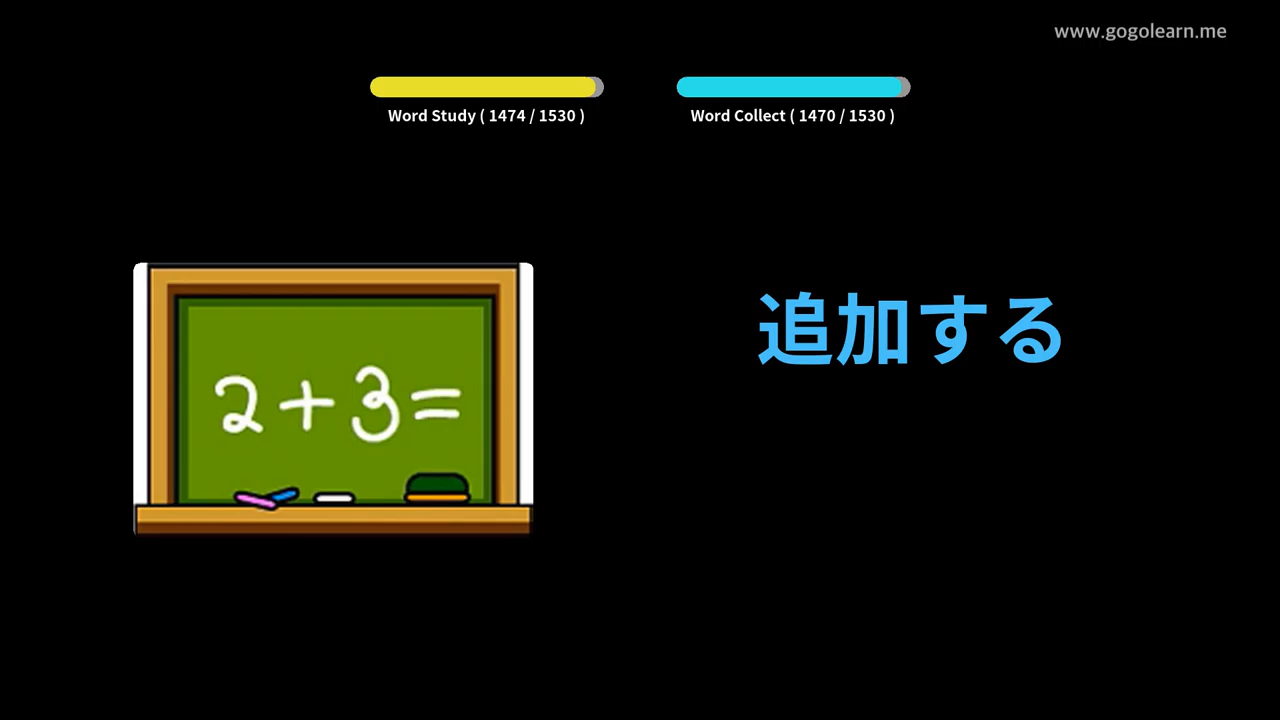 www.gogolearn.me
Word Study ( 1474 / 1530 )
Word Collect ( 1470 / 1530 )
追加する
2+3=